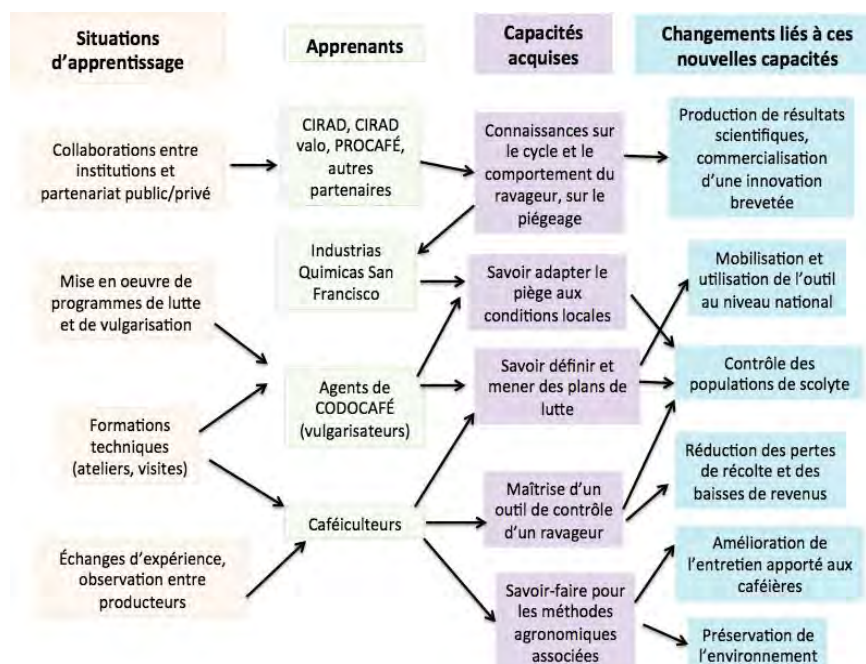 Situations
d'apprentissage
Apprenants
Capacités
acquises
Changements liés à ces
nouvelles capacités
Collaborations entre
institutions et
partenariat public/privé
Mise en oeuvre de
programmes de lutte
et de vulgarisation
Formations
techniques
(ateliers, visites)
Échanges d'expérience,
observation entre
producteurs
CIRAD, CIRAD
valo, PROCAFÉ,
autres
partenaires
Industrias
Quimicas San
Francisco
Agents de
CODOCAFÉ
(vulgarisateurs)
Caféiculteurs
Connaissances sur
le cycle et le
comportement du
ravageur, sur le
piégeage
Savoir adapter le
piège aux
conditions locales
Savoir définir et
mener des plans de
lutte
Maîtrise d'un
outil de contrôle
d'un ravageur
Savoir-faire pour
les méthodes
agronomiques
associées
Production de résultats
scientifiques,
commercialisation
d'une innovation
brevetée
Mobilisation et
utilisation de l'outil
au niveau national
Contrôle des
populations de scolyte
Réduction des pertes
de récolte et des
baisses de revenus
Amélioration de
l'entretien apporté aux
caféières
Préservation de
l'environnement